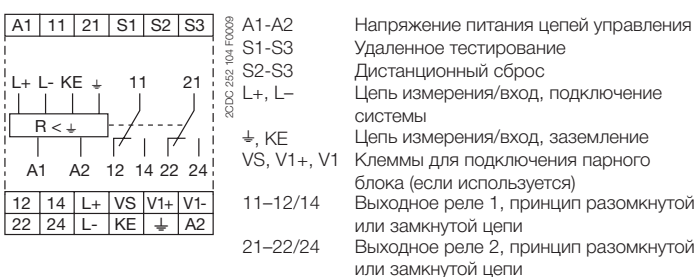 A1 11 21 S1 S2 S3
L+ L- KE ⏚ 11 21
R < ⏚
A1 A2 12 14 22 24
12 14 L+ VS V1+ V1-
22 24 L- KE ⏚ A2
2CDC 252 104 F0009
A1-A2 Напряжение питания цепей управления
S1-S3 Удаленное тестирование
S2-S3 Дистанционный сброс
L+, L– Цепь измерения/вход, подключение
системы
⏚, KE Цепь измерения/вход, заземление
VS, V1+, V1 Клеммы для подключения парного
блока (если используется)
11–12/14 Выходное реле 1, принцип разомкнутой
или замкнутой цепи
21–22/24 Выходное реле 2, принцип разомкнутой
или замкнутой цепи